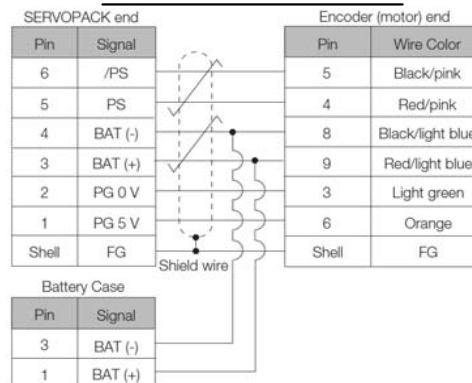 SERVOPACK end
Encoder (motor) end
Pin Signal
Pin Wire Color
6 /PS
5 Black/pink
5 PS
4 Red/pink
4 BAT (-)
8 Black/light blue
3 BAT (+)
9 Red/light blue
2 PG 0 V
3 Light green
1 PG 5 V
6 Orange
Shell FG
Shell FG
Shield wire
Battery Case
Pin Signal
3 BAT (-)
1 BAT (+)